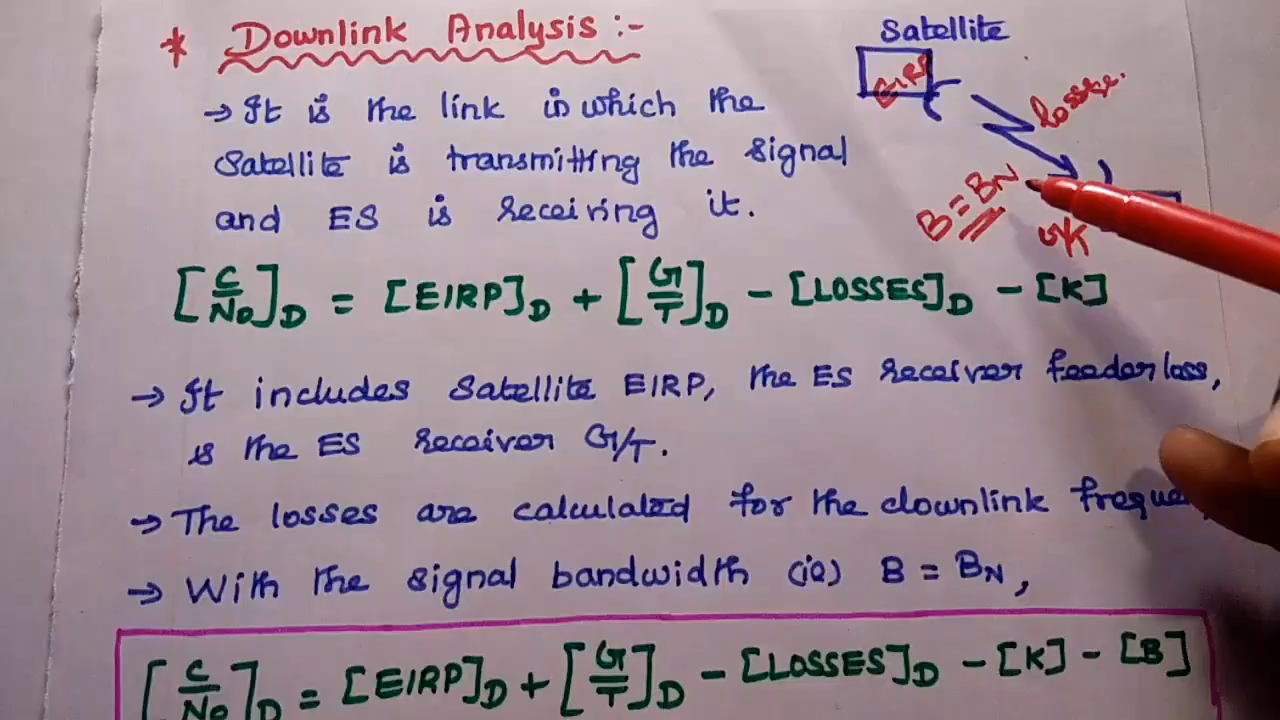 * Downlink Analysis :-
Satellite
EIRP
losses.
B = BN
G/K
→ It is the link in which the
Satellite is transmitting the signal
and ES is receiving it.
[C/No]D = [EIRP]D + [G/T]D - [LOSSES]D - [K]
→ It includes satellite EIRP, the ES receiver feeder loss,
is the ES receiver G/T.
→ The losses are calculated for the downlink freque
→ With the signal bandwidth (ie) B = BN,
[C/No]D = [EIRP]D + [G/T]D - [LOSSES]D - [K] - [B]